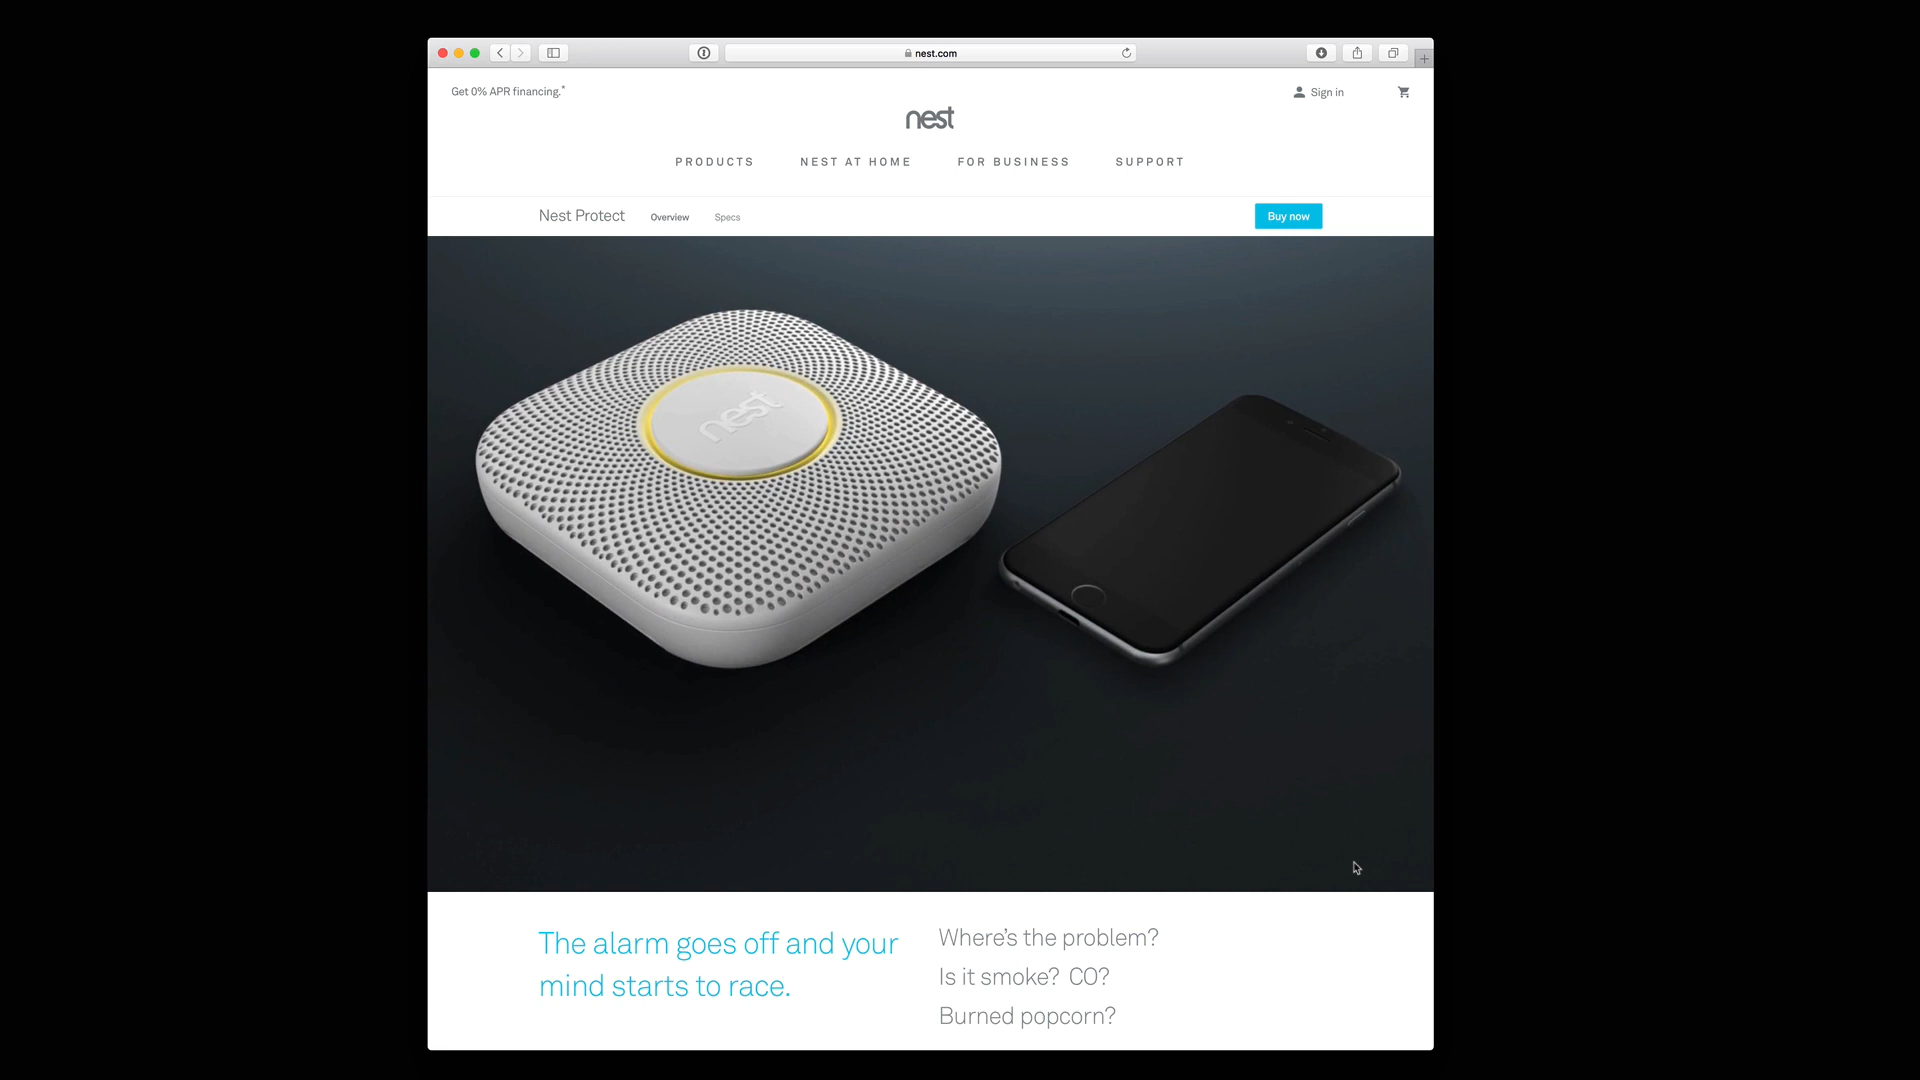 nest.com
Get 0% APR financing.*
Sign in
nest
PRODUCTS NEST AT HOME FOR BUSINESS SUPPORT
Nest Protect Overview Specs Buy now
nest
The alarm goes off and your
mind starts to race.
Where's the problem?
Is it smoke? CO?
Burned popcorn?